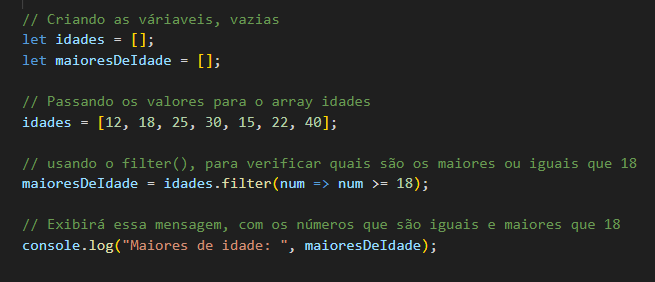 // Criando as váriaveis, vazias
let idades = [];
let maioresDeIdade = [];
// Passando os valores para o array idades
idades = [12, 18, 25, 30, 15, 22, 40];
// usando o filter(), para verificar quais são os maiores ou iguais que 18
maioresDeIdade = idades.filter(num => num >= 18);
// Exibirá essa mensagem, com os números que são iguais e maiores que 18
console.log("Maiores de idade: ", maioresDeIdade);